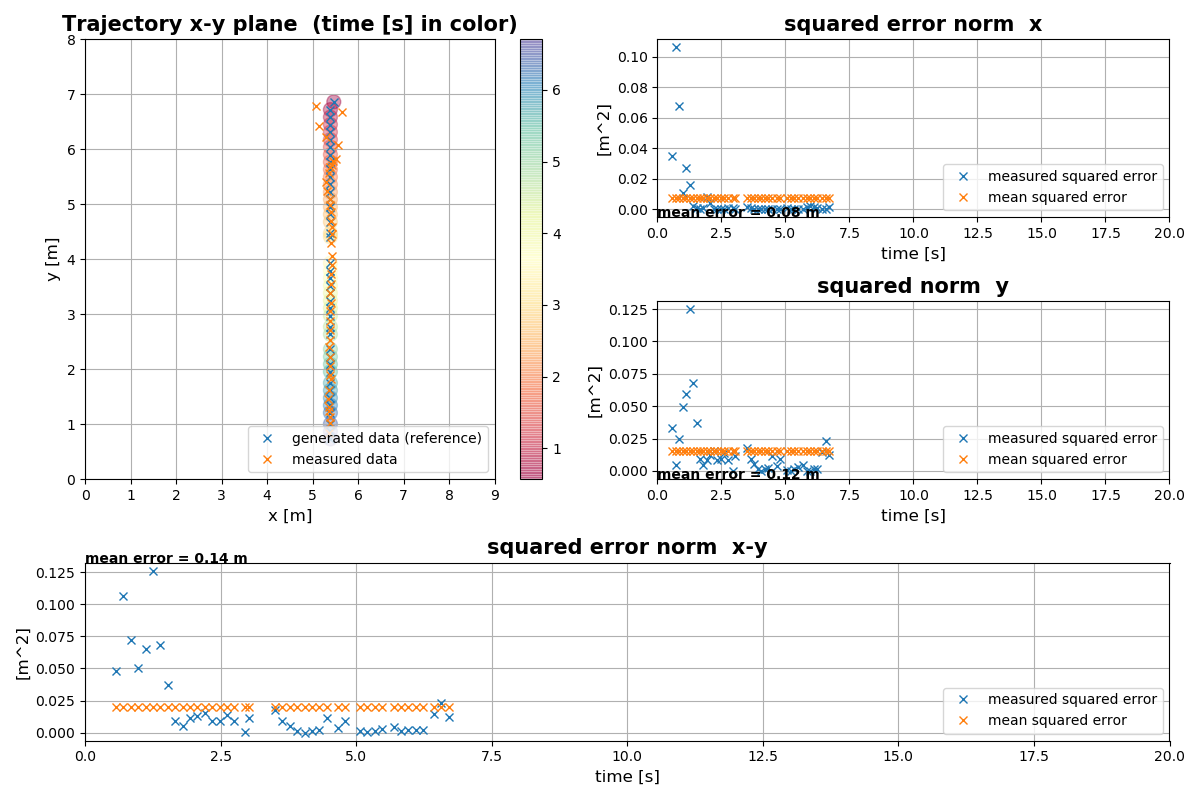 Trajectory x-y plane  (time [s] in color)
8
7
6
5
4
3
2
1
0
y [m]
0 1 2 3 4 5 6 7 8 9
x [m]
generated data (reference)
measured data
6
5
4
3
2
1
squared error norm  x
0.10
0.08
0.06
0.04
0.02
0.00
[m^2]
measured squared error
mean squared error
mean error = 0.08 m
0.0 2.5 5.0 7.5 10.0 12.5 15.0 17.5 20.0
time [s]
squared norm  y
0.125
0.100
0.075
0.050
0.025
0.000
[m^2]
measured squared error
mean squared error
mean error = 0.12 m
0.0 2.5 5.0 7.5 10.0 12.5 15.0 17.5 20.0
time [s]
squared error norm  x-y
mean error = 0.14 m
0.125
0.100
0.075
0.050
0.025
0.000
[m^2]
measured squared error
mean squared error
0.0 2.5 5.0 7.5 10.0 12.5 15.0 17.5 20.0
time [s]